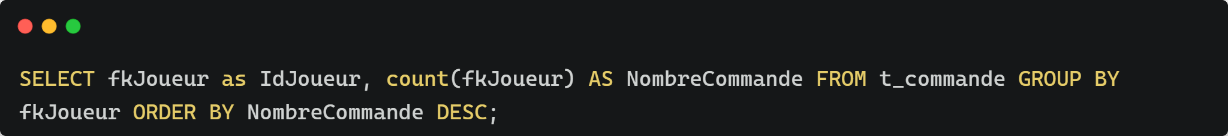 SELECT fkJoueur as IdJoueur, count(fkJoueur) AS NombreCommande FROM t_commande GROUP BY
fkJoueur ORDER BY NombreCommande DESC;